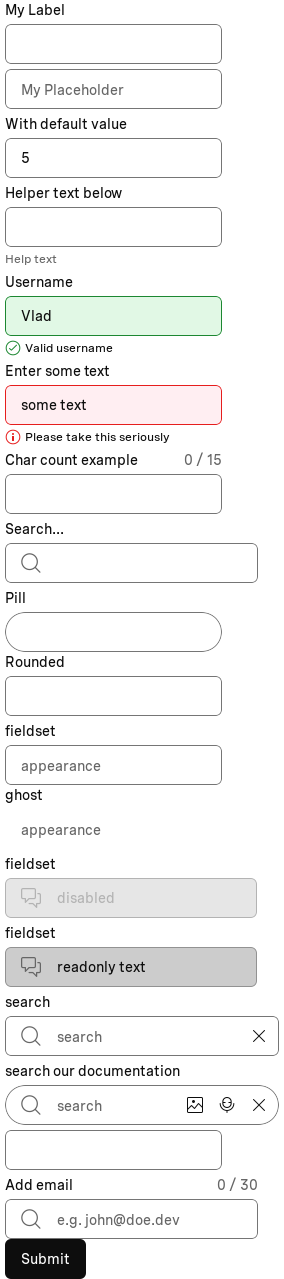 My Label
My Placeholder
With default value
5
Helper text below
Help text
Username
Vlad
Valid username
Enter some text
some text
Please take this seriously
Char count example 0 / 15
Search...
Pill
Rounded
fieldset
appearance
ghost
appearance
fieldset
disabled
fieldset
readonly text
search
search
search our documentation
search
Add email 0 / 30
e.g. john@doe.dev
Submit